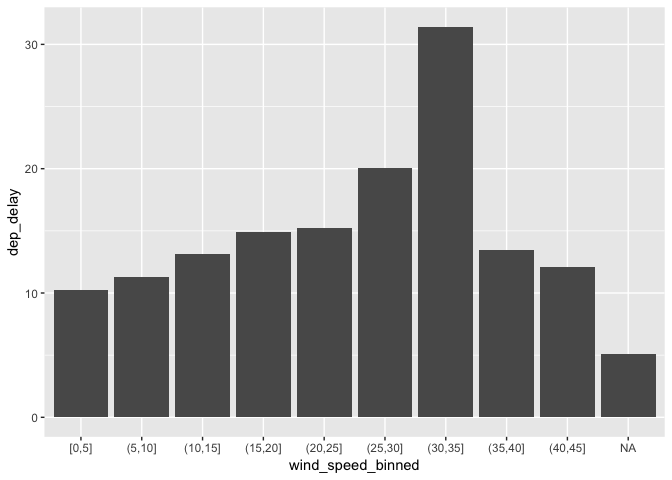 dep_delay
30
20
10
0
[0,5] (5,10] (10,15] (15,20] (20,25] (25,30] (30,35] (35,40] (40,45] NA
wind_speed_binned